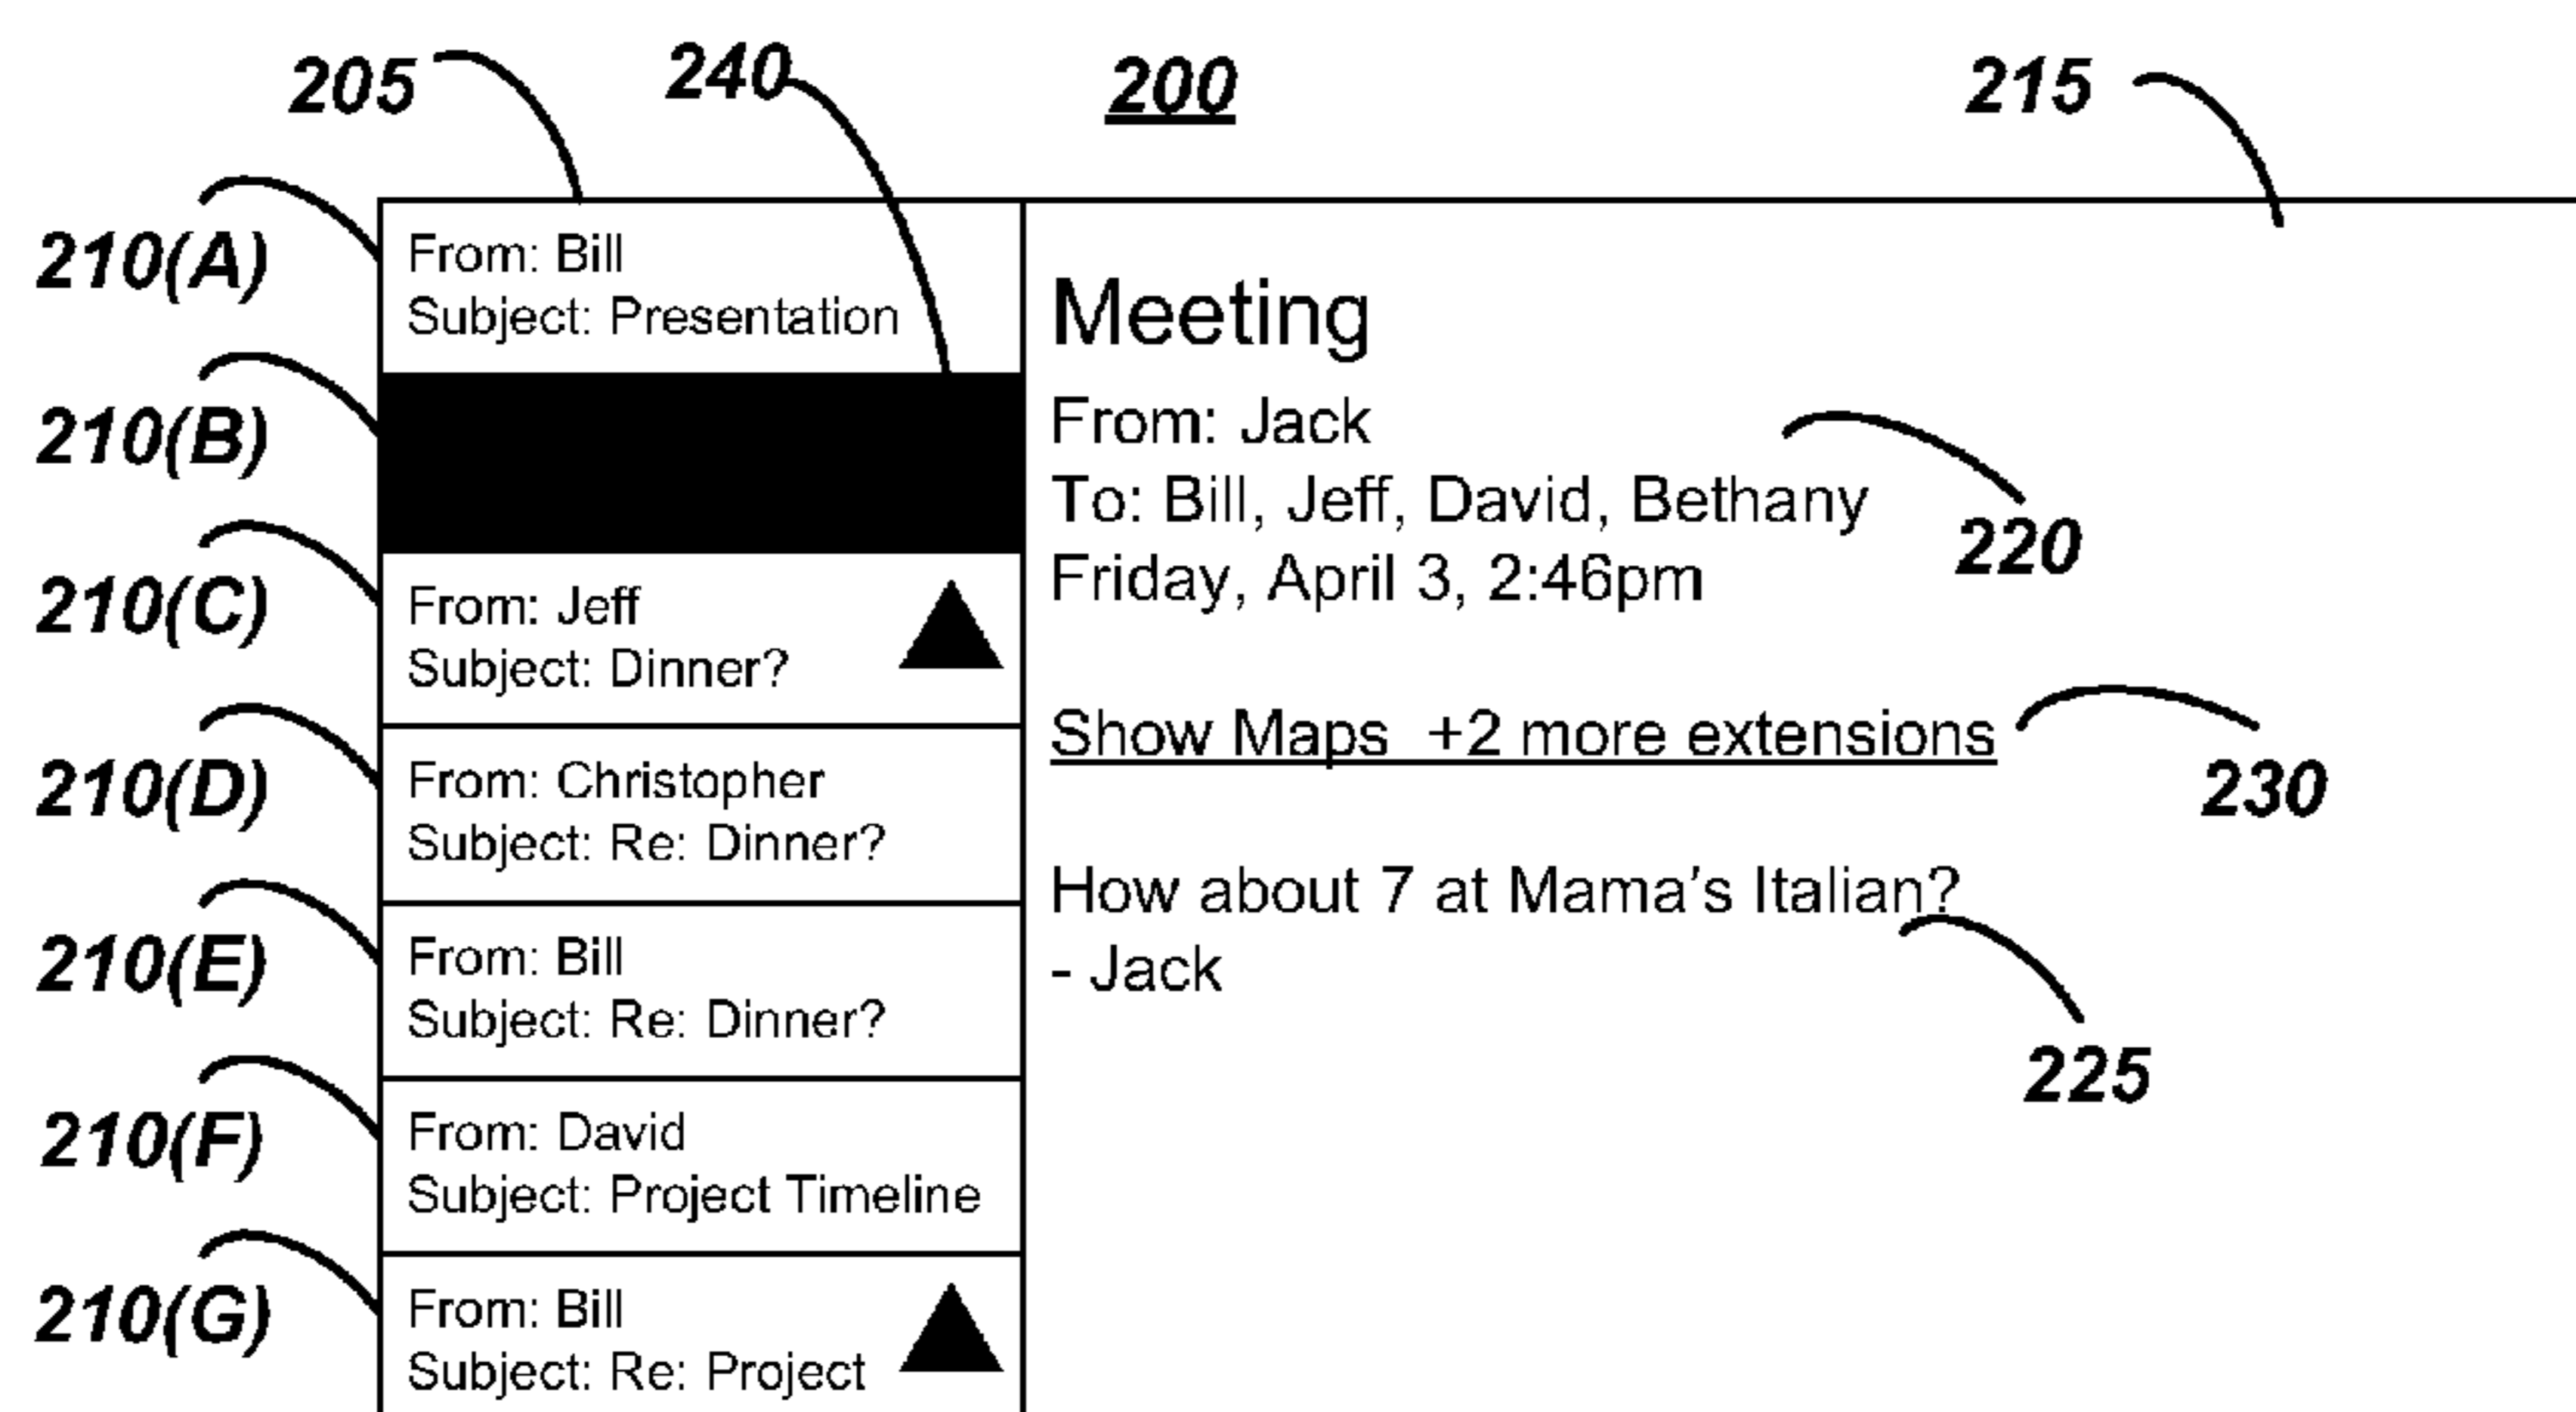 205 240 200 215
210(A)
From: Bill
Subject: Presentation
210(B)
210(C)
From: Jeff
Subject: Dinner?
210(D)
From: Christopher
Subject: Re: Dinner?
210(E)
From: Bill
Subject: Re: Dinner?
210(F)
From: David
Subject: Project Timeline
210(G)
From: Bill
Subject: Re: Project
Meeting
From: Jack
To: Bill, Jeff, David, Bethany
220
Friday, April 3, 2:46pm
Show Maps +2 more extensions
230
How about 7 at Mama's Italian?
- Jack
225